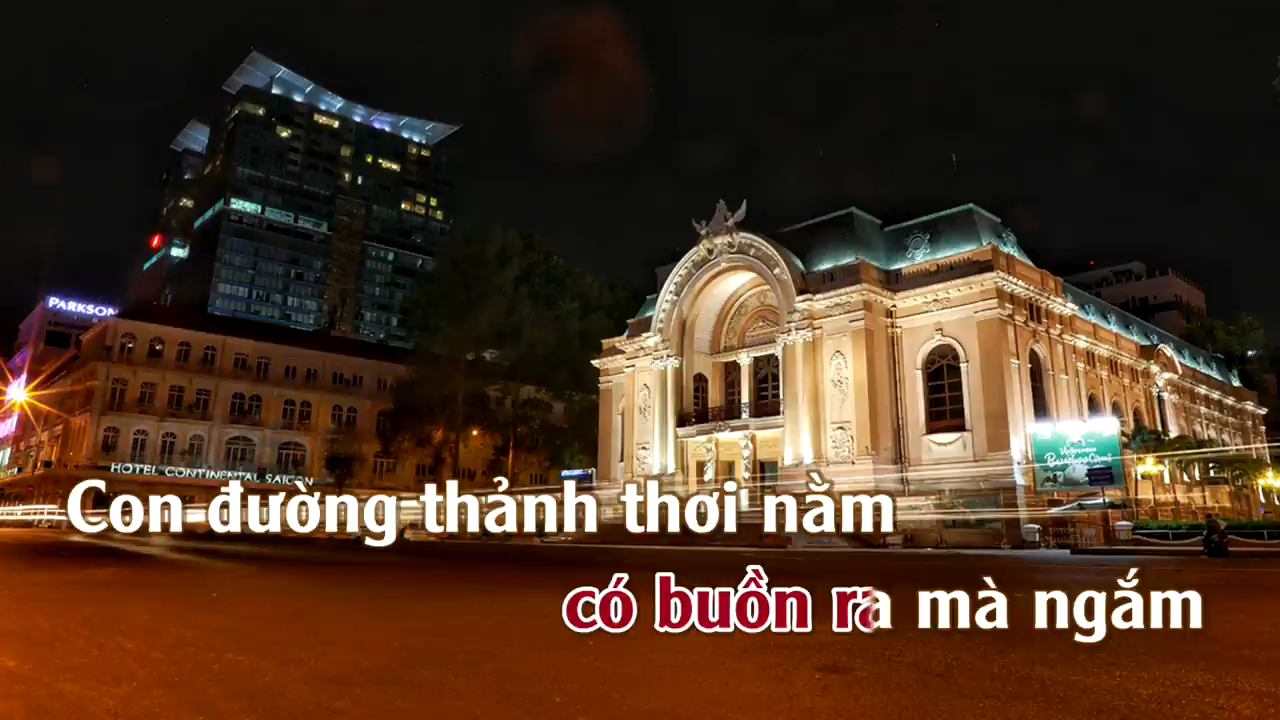 PARKSON
HOTEL CONTINENTAL SAIGON
Con đường thảnh thơi nằm
có buồn ra mà ngắm